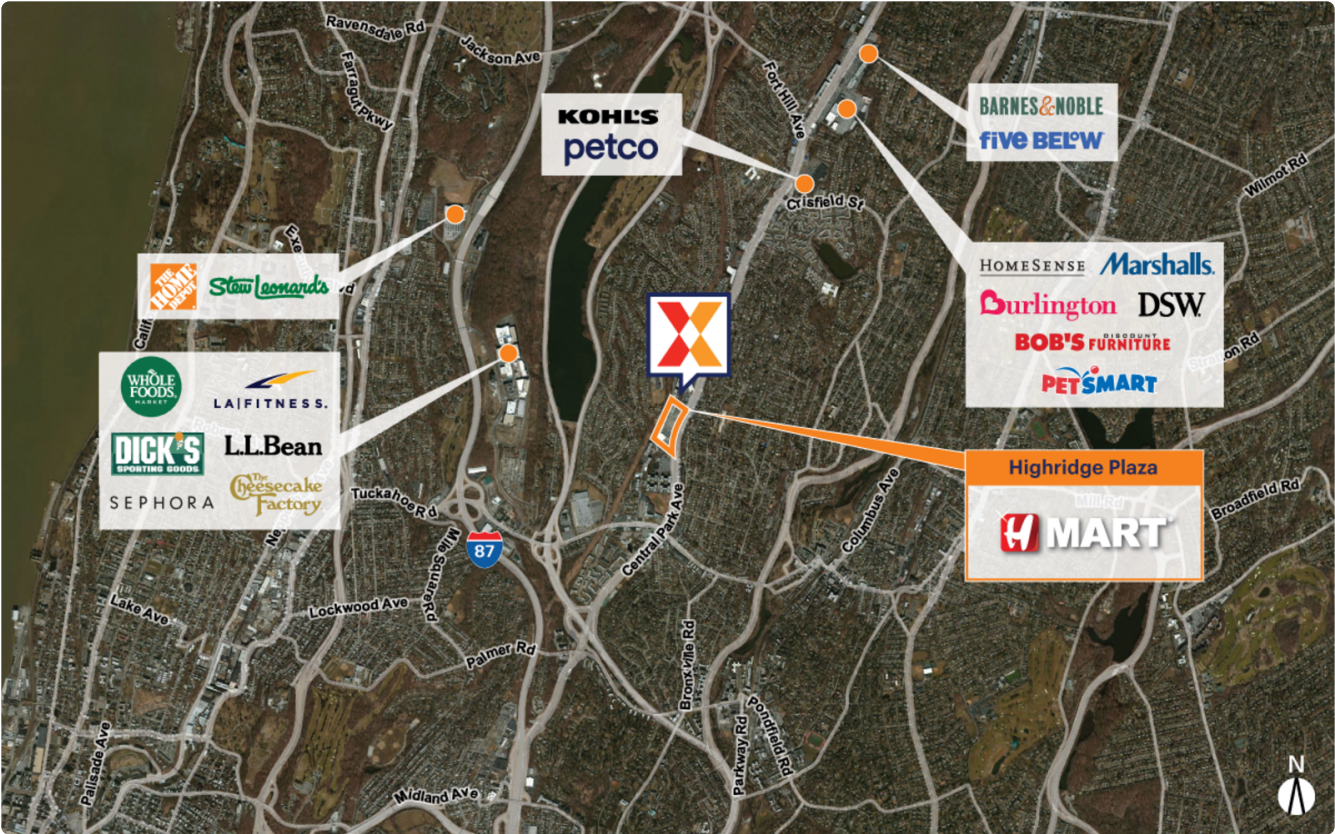 Ravensdale Rd
Jackson Ave
Farragut Pkwy
Fort Hill Ave
KOHL'S
petco
BARNES&NOBLE
five BELOW
Wilmot Rd
Crisfield St
THE HOME DEPOT
Stew Leonard's
HOMESENSE
Marshalls.
Burlington
DSW
BOB'S DISCOUNT FURNITURE
PETSMART
WHOLE FOODS MARKET
LA|FITNESS.
DICK'S SPORTING GOODS
L.L.Bean
SEPHORA
The Cheesecake Factory
Highridge Plaza
H MART
Mill Rd
Broadfield Rd
Tuckahoe Rd
87
Mile Square Rd
Central Park Ave
Columbus Ave
Lake Ave
Lockwood Ave
Palmer Rd
Bronxville Rd
Pondfield Rd
Parkway Rd
Palisade Ave
Midland Ave
N